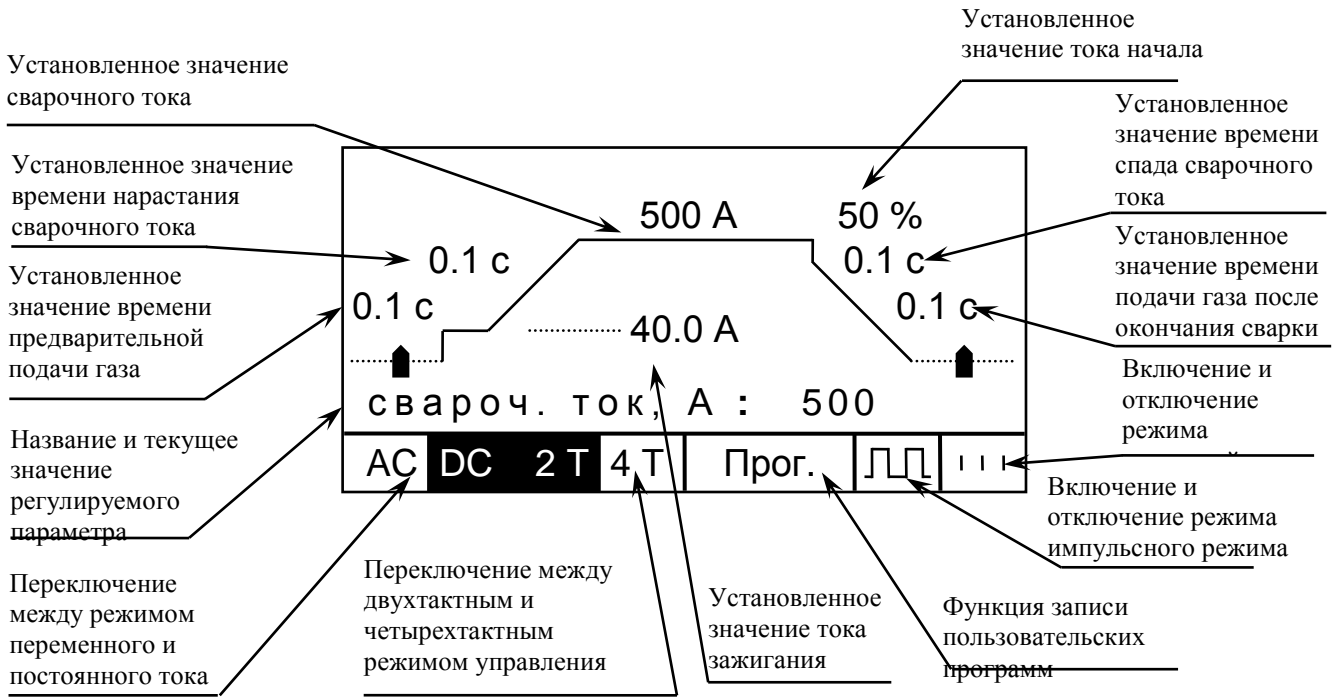 Установленное
значение тока начала
Установленное значение
сварочного тока
Установленное
значение времени
спада сварочного
тока
Установленное значение
времени нарастания
сварочного тока
Установленное
значение времени
подачи газа после
окончания сварки
Установленное
значение времени
предварительной
подачи газа
500 А
50 %
0.1 с
0.1 с
0.1 с
0.1 с
40.0 А
свароч. ток, А : 500
AC DC 2 T 4 T Прог.
Включение и
отключение
режима
Название и текущее
значение
регулируемого
параметра
Включение и
отключение режима
импульсного режима
Переключение
между режимом
переменного и
постоянного тока
Переключение между
двухтактным и
четырехтактным
режимом управления
Установленное
значение тока
зажигания
Функция записи
пользовательских
программ